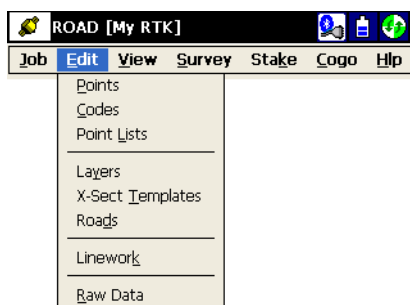 ROAD [My RTK]
Job Edit View Survey Stake Cogo Hlp
Points
Codes
Point Lists
Layers
X-Sect Templates
Roads
Linework
Raw Data